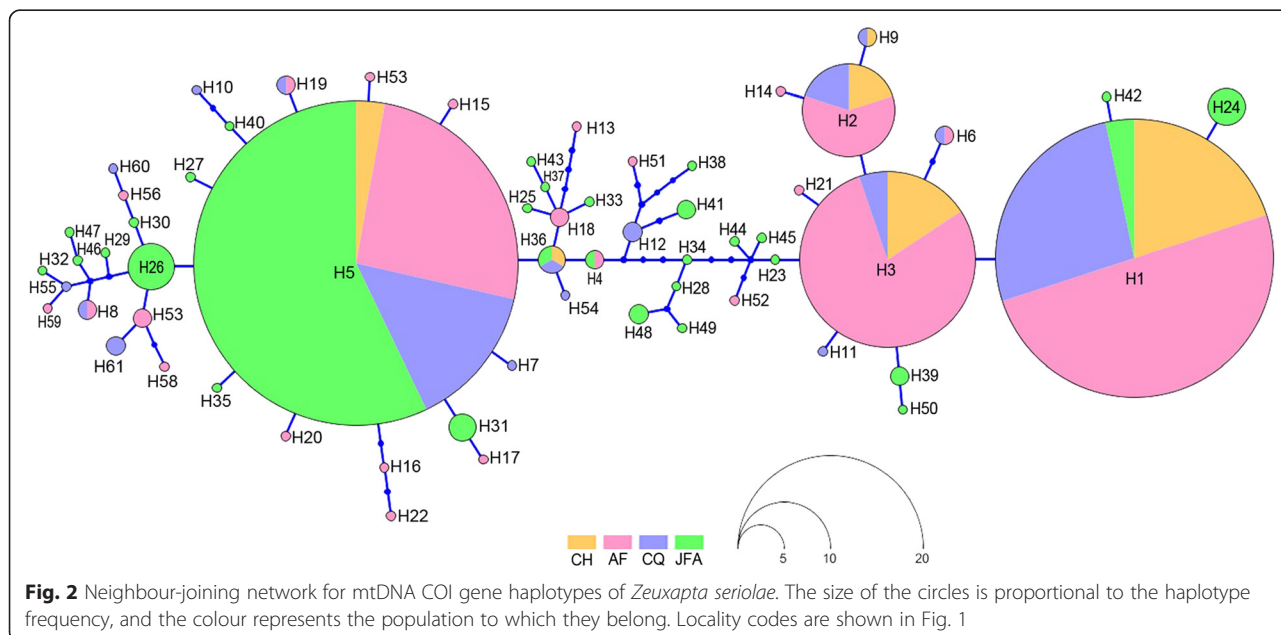 H9
H10
H19
H53
H15
H14
H2
H42
H24
H40
H13
H6
H43
H51
H38
H27
H37
H60
H25
H33
H21
H56
H41
H30
H18
H47
H46
H29
H36
H12
H34
H44
H45
H32
H26
H5
H4
H3
H1
H55
H23
H8
H53
H54
H28
H52
H59
H48
H49
H61
H58
H7
H11
H35
H39
H31
H50
H20
H17
H16
H22
CH AF CQ JFA
5 10 20
Fig. 2 Neighbour-joining network for mtDNA COI gene haplotypes of Zeuxapta seriolae. The size of the circles is proportional to the haplotype
frequency, and the colour represents the population to which they belong. Locality codes are shown in Fig. 1